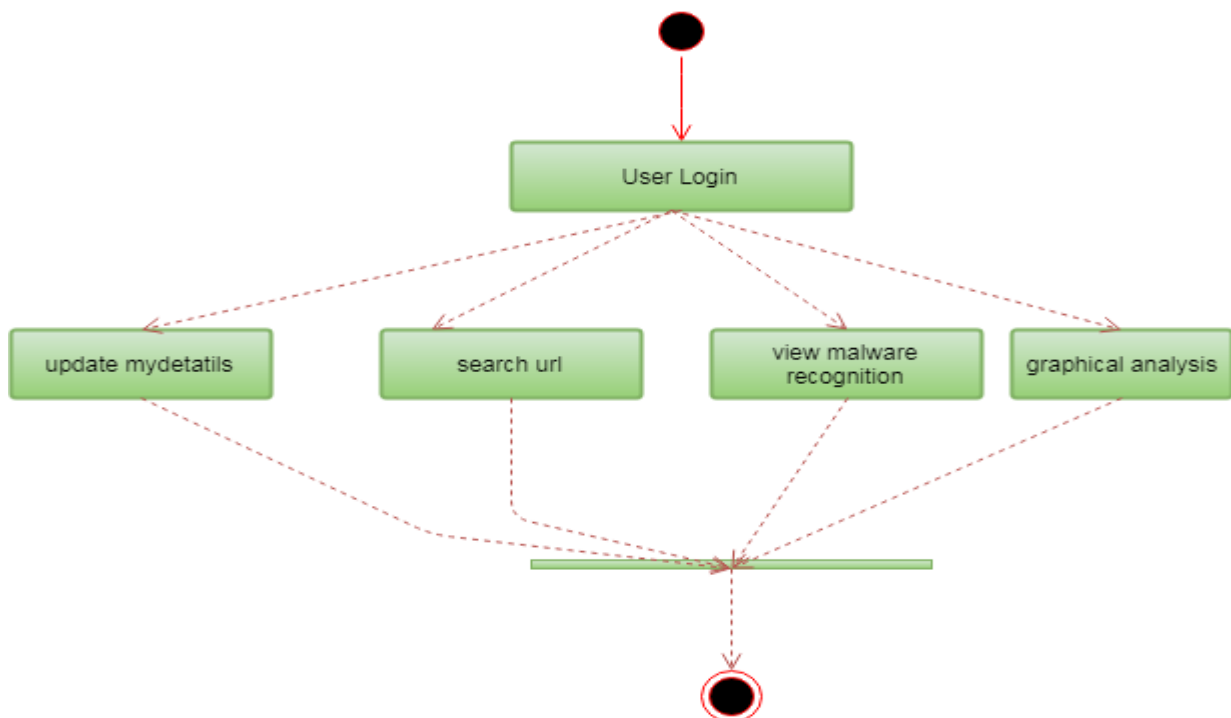 User Login
update mydetatils
search url
view malware
recognition
graphical analysis